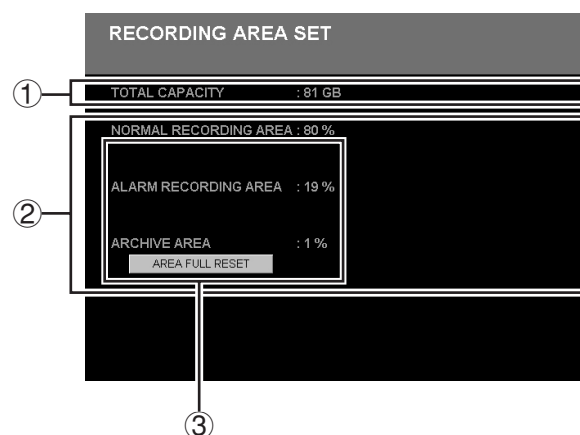 RECORDING AREA SET
① TOTAL CAPACITY : 81 GB
② NORMAL RECORDING AREA : 80 %
ALARM RECORDING AREA : 19 %
ARCHIVE AREA : 1 %
AREA FULL RESET
③